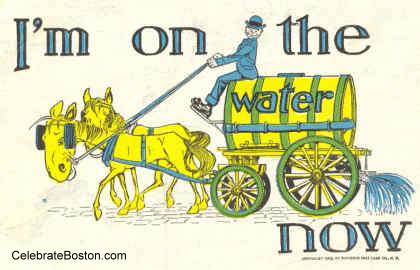 I'm on the
water
now
CelebrateBoston.com